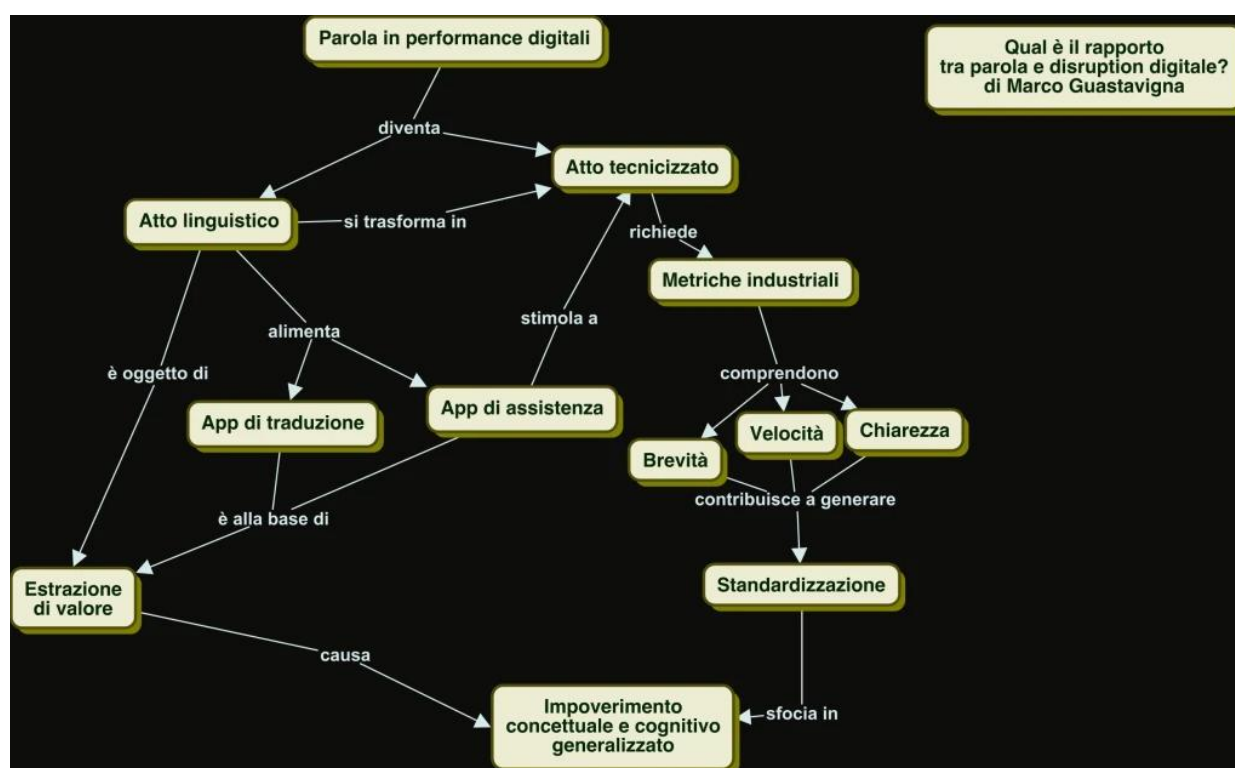 Parola in performance digitali
Qual è il rapporto
tra parola e disruption digitale?
di Marco Guastavigna
diventa
Atto tecnicizzato
Atto linguistico
si trasforma in
richiede
Metriche industriali
stimola a
alimenta
è oggetto di
comprendono
App di traduzione
App di assistenza
Brevità
Velocità
Chiarezza
contribuisce a generare
è alla base di
Estrazione
di valore
Standardizzazione
causa
Impoverimento
concettuale e cognitivo
generalizzato
sfocia in